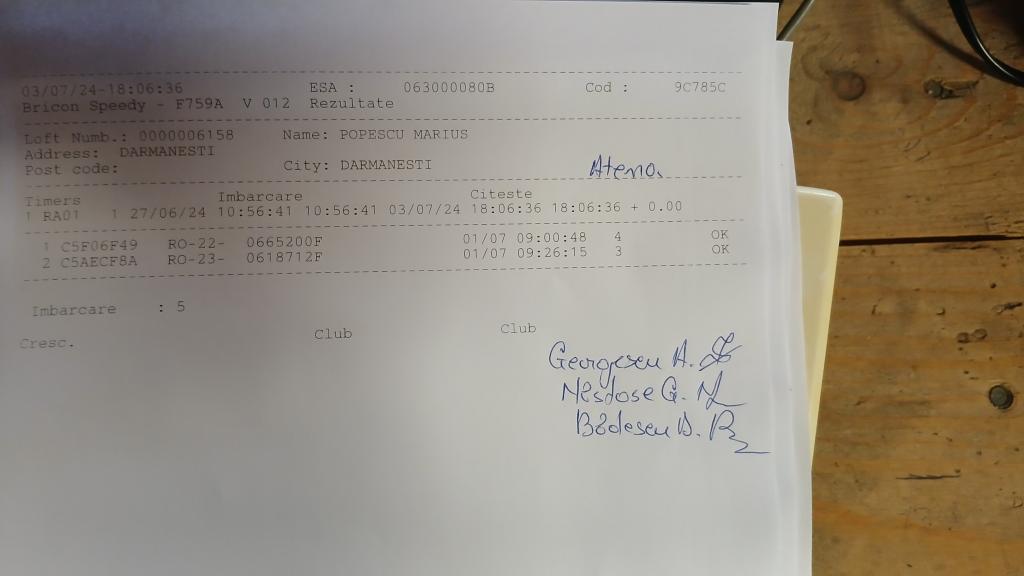 03/07/24-18:06:36 ESA : 063000080B Cod : 9C785C
Bricon Speedy - F759A V 012 Rezultate
Loft Numb.: 0000006158 Name: POPESCU MARIUS
Address: DARMANESTI
Post code: City: DARMANESTI
Atena.
Timers Imbarcare Citeste
1 RA01 1 27/06/24 10:56:41 10:56:41 03/07/24 18:06:36 18:06:36 + 0.00
1 C5F06F49 RO-22- 0665200F 01/07 09:00:48 4 OK
2 C5AECF8A RO-23- 0618712F 01/07 09:26:15 3 OK
Imbarcare : 5
Cresc. Club Club
Georgescu A.
G.
D.